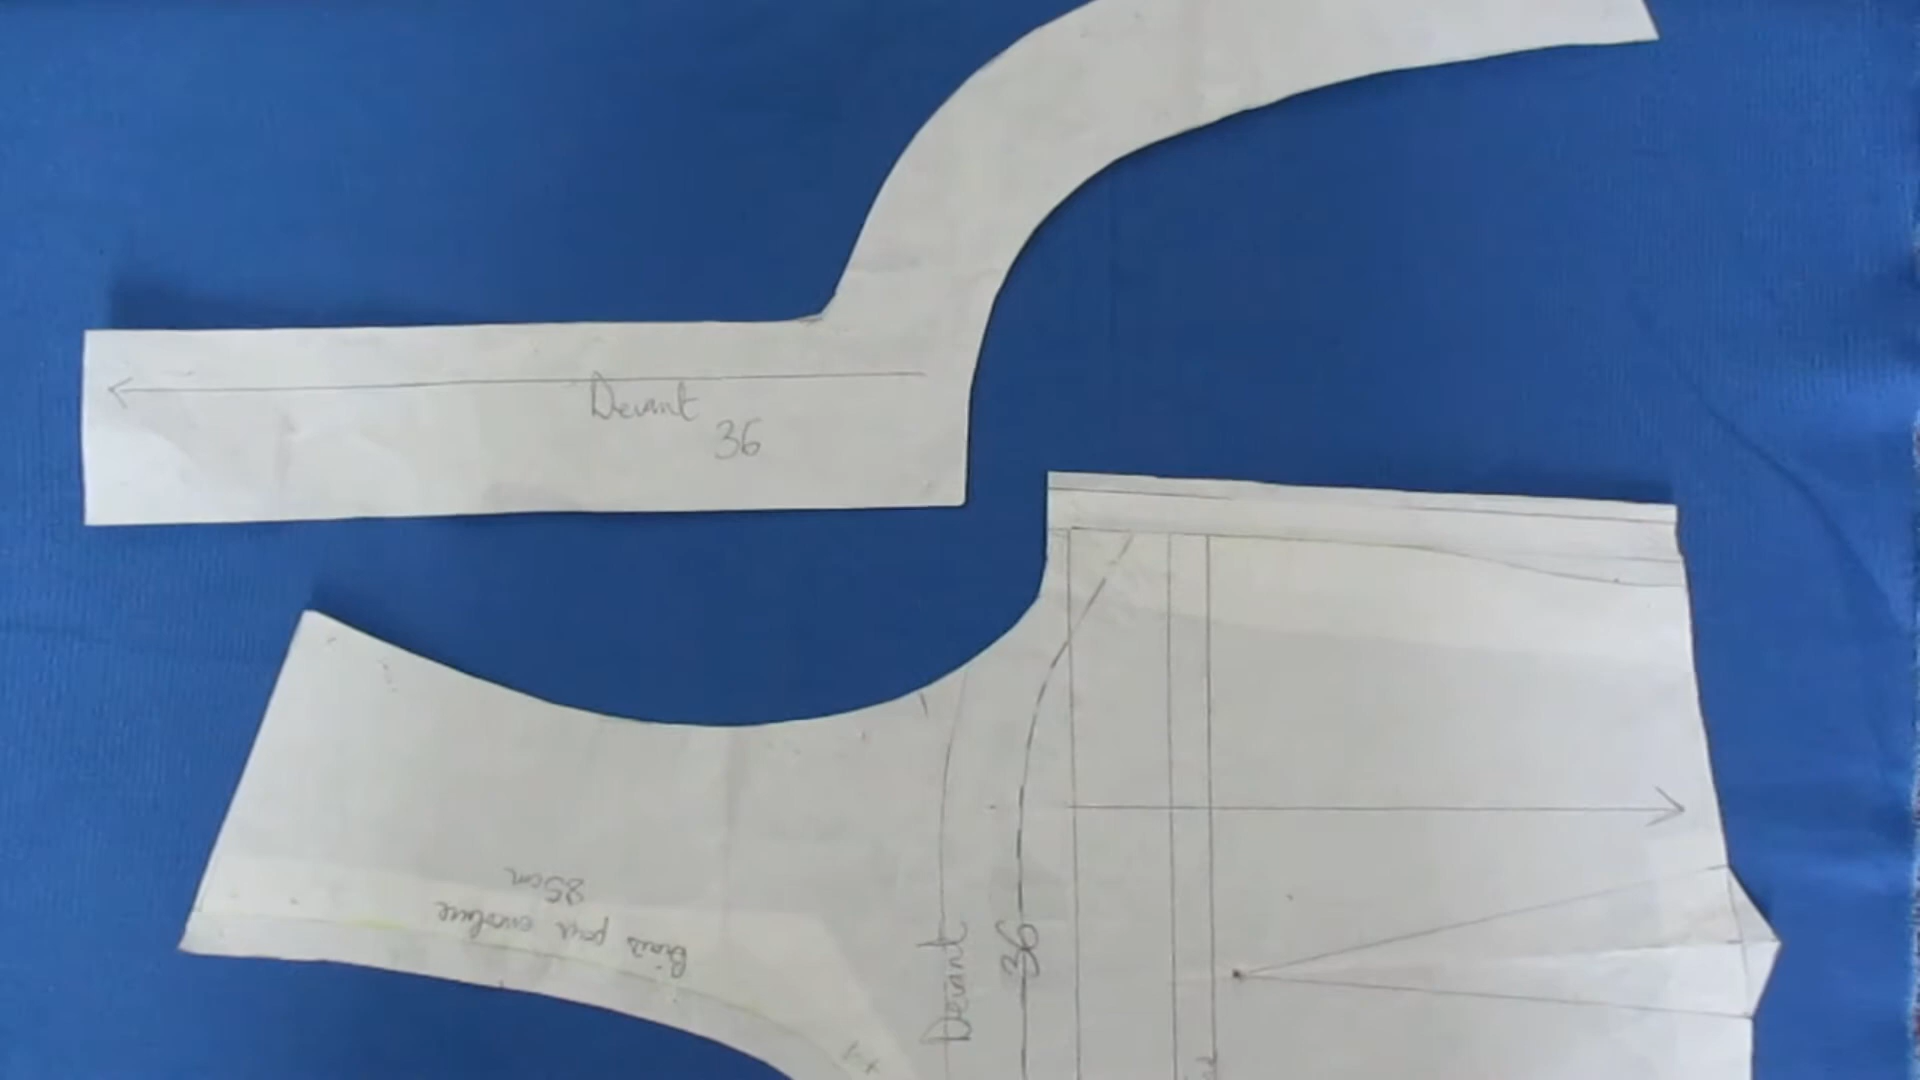 Devant
36
Devant
36
Biais pour encolure
85cm